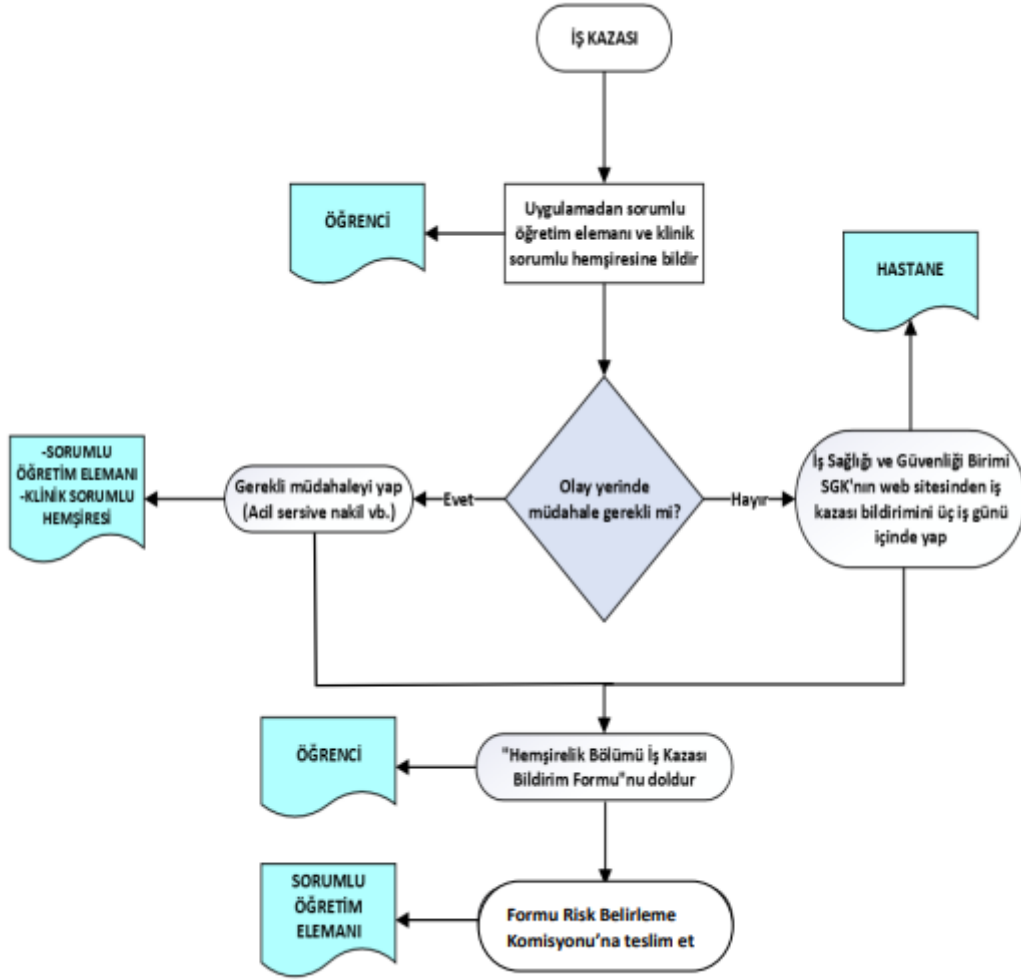 İŞ KAZASI
ÖĞRENCİ
Uygulamadan sorumlu
öğretim elemanı ve klinik
sorumlu hemşiresine bildir
HASTANE
-SORUMLU
ÖĞRETİM ELEMANI
-KLİNİK SORUMLU
HEMŞİRESİ
Gerekli müdahaleyi yap
(Acil sersive nakil vb.)
Evet
Olay yerinde
müdahale gerekli mi?
Hayır
İş Sağlığı ve Güvenliği Birimi
SGK'nın web sitesinden iş
kazası bildirimini üç iş günü
içinde yap
ÖĞRENCİ
"Hemşirelik Bölümü İş Kazası
Bildirim Formu"nu doldur
SORUMLU
ÖĞRETİM
ELEMANI
Formu Risk Belirleme
Komisyonu’na teslim et